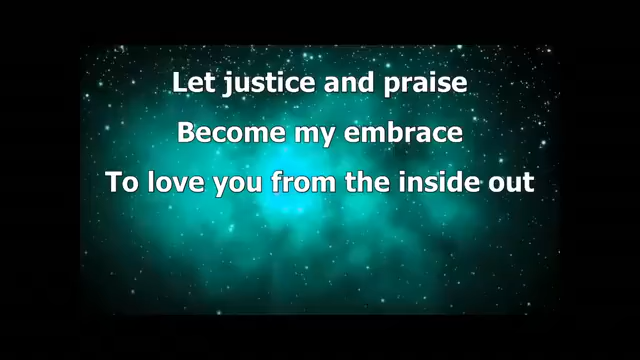 Let justice and praise
Become my embrace
To love you from the inside out